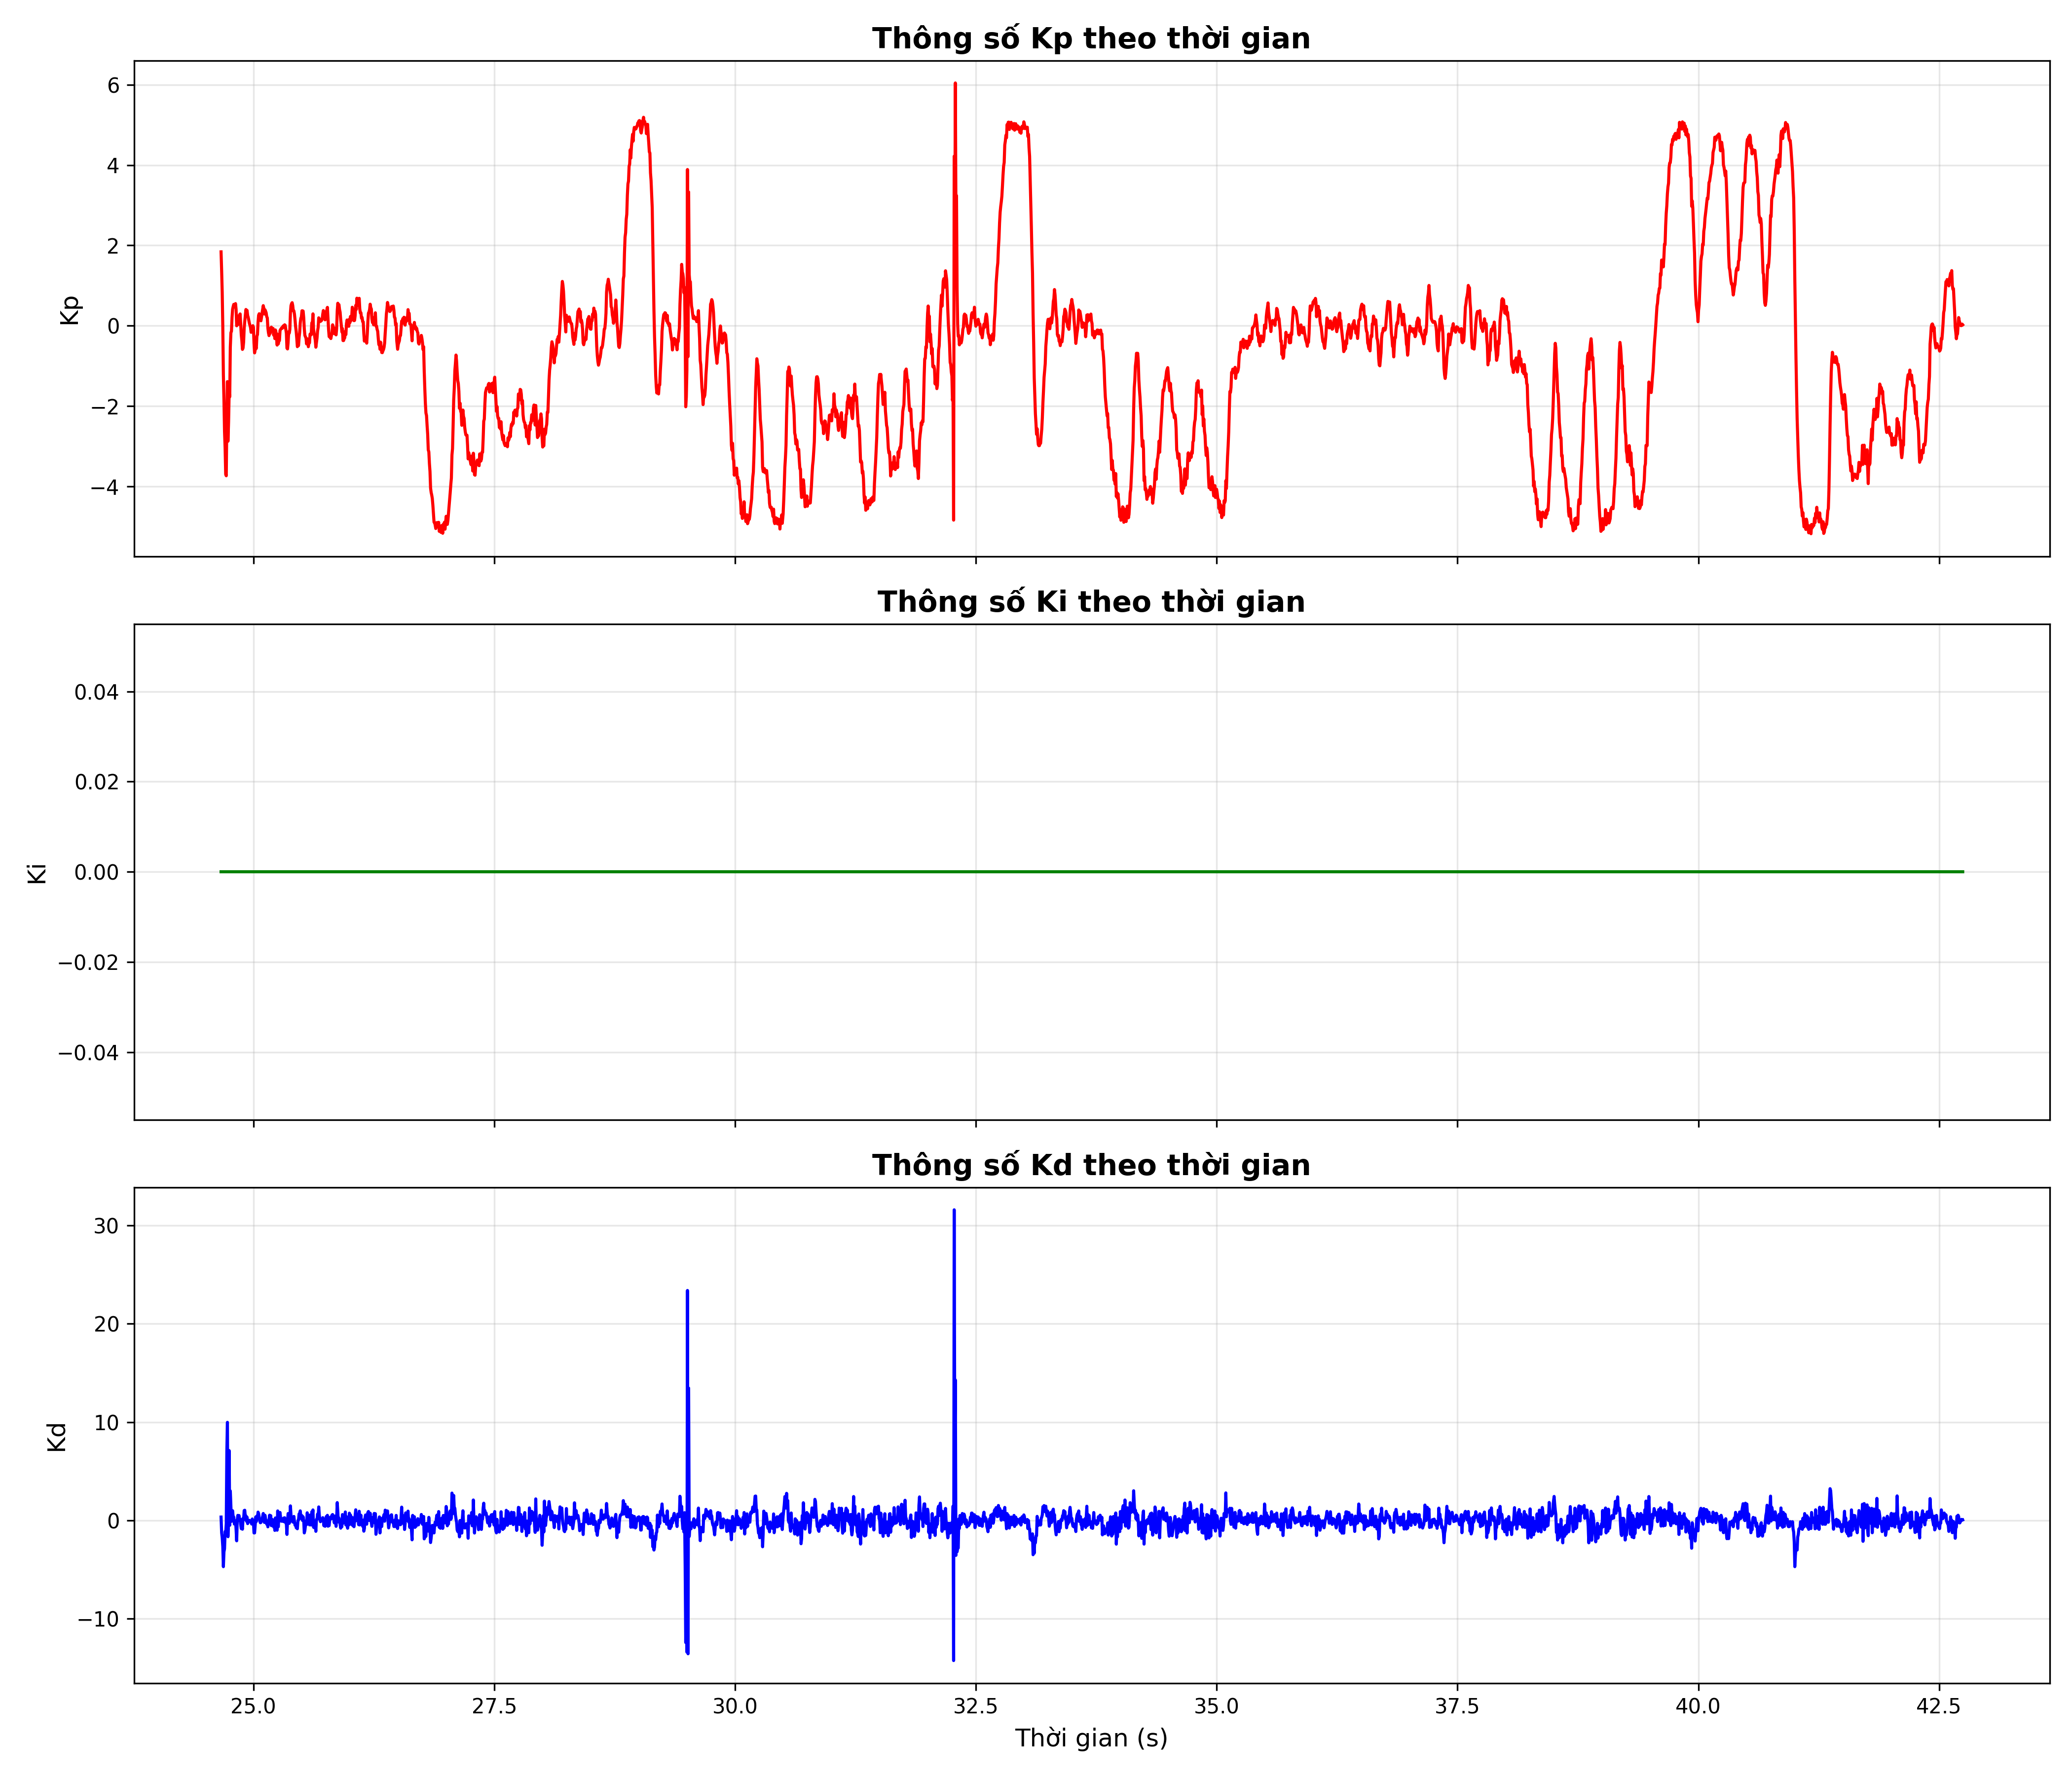 Thông số Kp theo thời gian
6
4
2
0
−2
−4
Kp
Thông số Ki theo thời gian
0.04
0.02
0.00
−0.02
−0.04
Ki
Thông số Kd theo thời gian
30
20
10
0
−10
Kd
25.0 27.5 30.0 32.5 35.0 37.5 40.0 42.5
Thời gian (s)